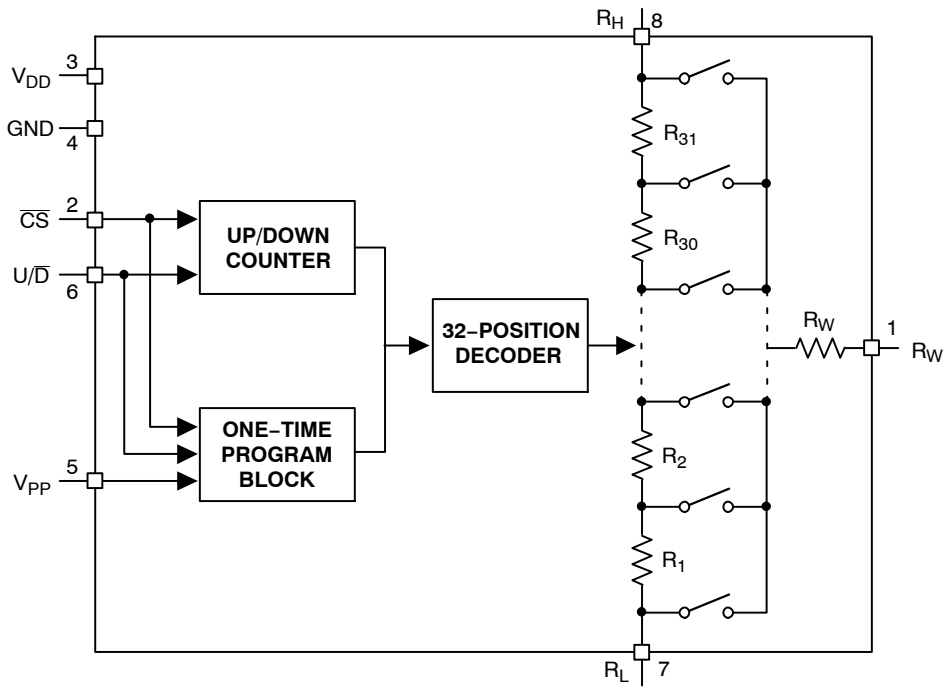 R_H 8
3
V_DD
GND
4
C̅S̅ 2
U/D̅
6
5
V_PP
UP/DOWN
COUNTER
ONE–TIME
PROGRAM
BLOCK
32–POSITION
DECODER
R_31
R_30
R_2
R_1
R_W
1
R_W
R_L 7